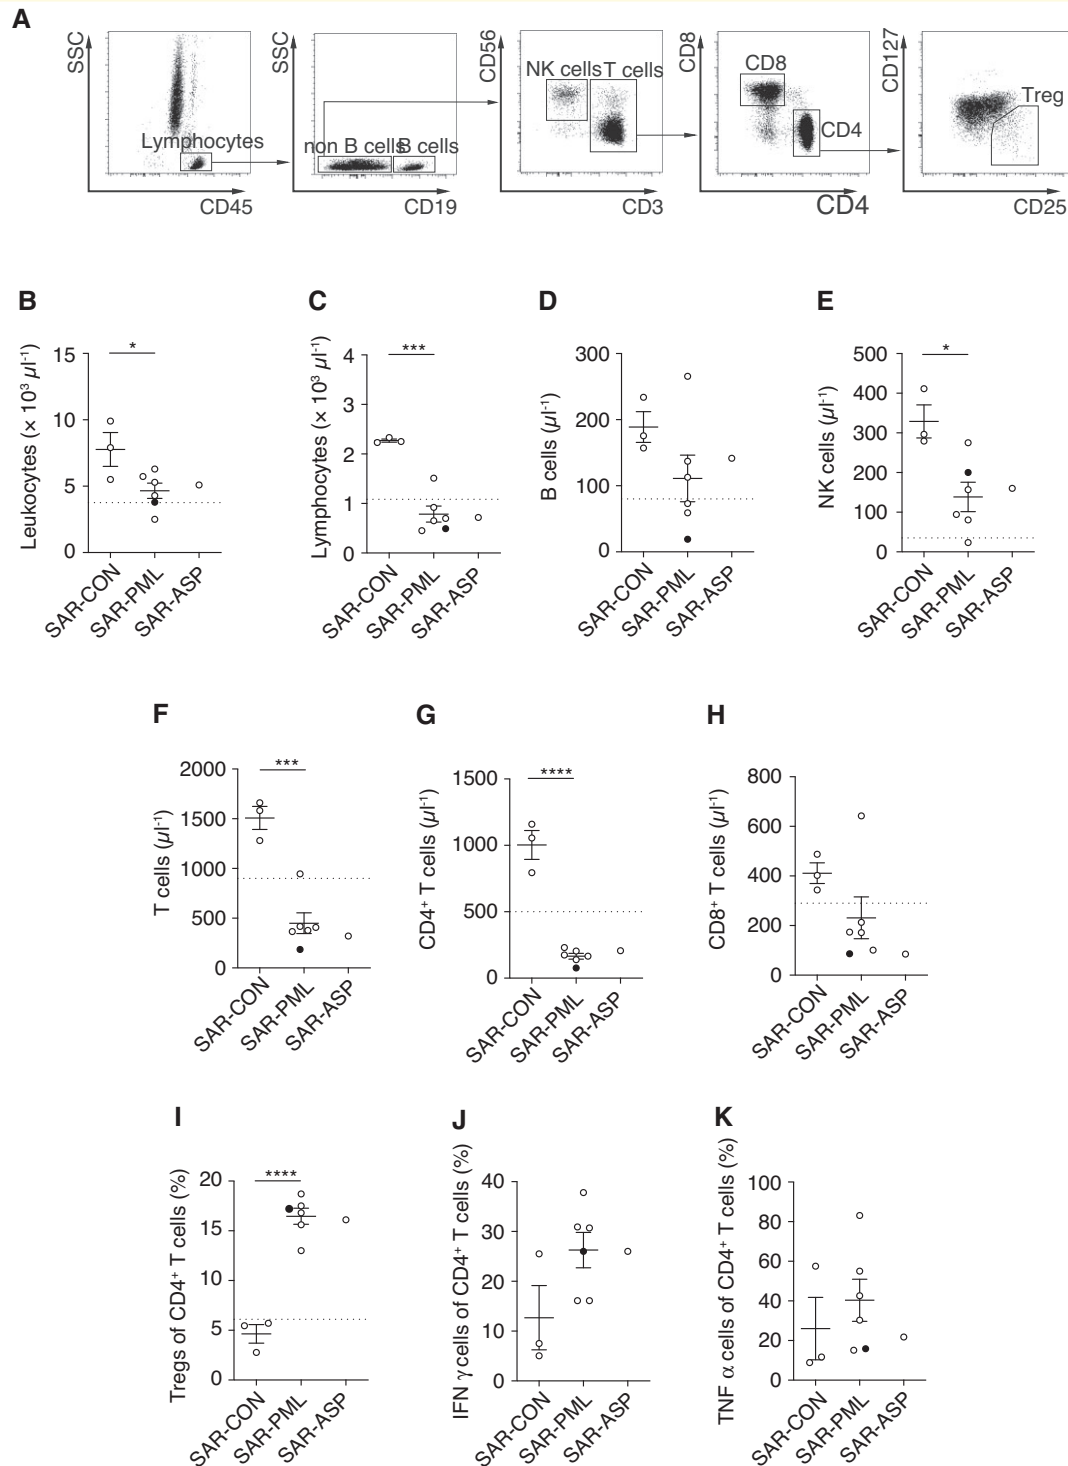 A
SSC
CD45
Lymphocytes
SSC
CD19
non B cells
B cells
CD56
CD3
NK cells
T cells
CD8
CD4
CD8
CD4
CD127
CD25
Treg
B
Leukocytes (× 10³ µl⁻¹)
15
10
5
0
*
SAR-CON
SAR-PML
SAR-ASP
C
Lymphocytes (× 10³ µl⁻¹)
4
3
2
1
0
***
SAR-CON
SAR-PML
SAR-ASP
D
B cells (µl⁻¹)
300
200
100
0
SAR-CON
SAR-PML
SAR-ASP
E
NK cells (µl⁻¹)
500
400
300
200
100
0
*
SAR-CON
SAR-PML
SAR-ASP
F
T cells (µl⁻¹)
2000
1500
1000
500
0
***
SAR-CON
SAR-PML
SAR-ASP
G
CD4⁺ T cells (µl⁻¹)
1500
1000
500
0
****
SAR-CON
SAR-PML
SAR-ASP
H
CD8⁺ T cells (µl⁻¹)
800
600
400
200
0
SAR-CON
SAR-PML
SAR-ASP
I
Tregs of CD4⁺ T cells (%)
20
15
10
5
0
****
SAR-CON
SAR-PML
SAR-ASP
J
IFN γ cells of CD4⁺ T cells (%)
40
30
20
10
0
SAR-CON
SAR-PML
SAR-ASP
K
TNF α cells of CD4⁺ T cells (%)
100
80
60
40
20
0
SAR-CON
SAR-PML
SAR-ASP